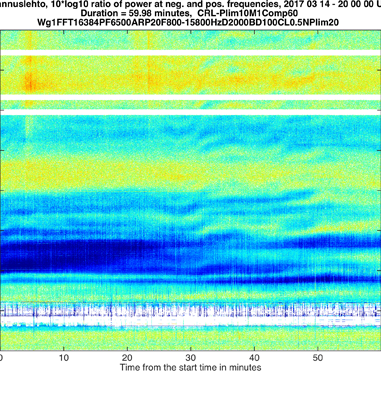 annuslehto, 10*log10 ratio of power at neg. and pos. frequencies, 2017 03 14 - 20 00 00 U
Duration = 59.98 minutes, CRL-Plim10M1Comp60
Wg1FFT16384PF6500ARP20F800-15800HzD2000BD100CL0.5NPlim20
0 10 20 30 40 50
Time from the start time in minutes